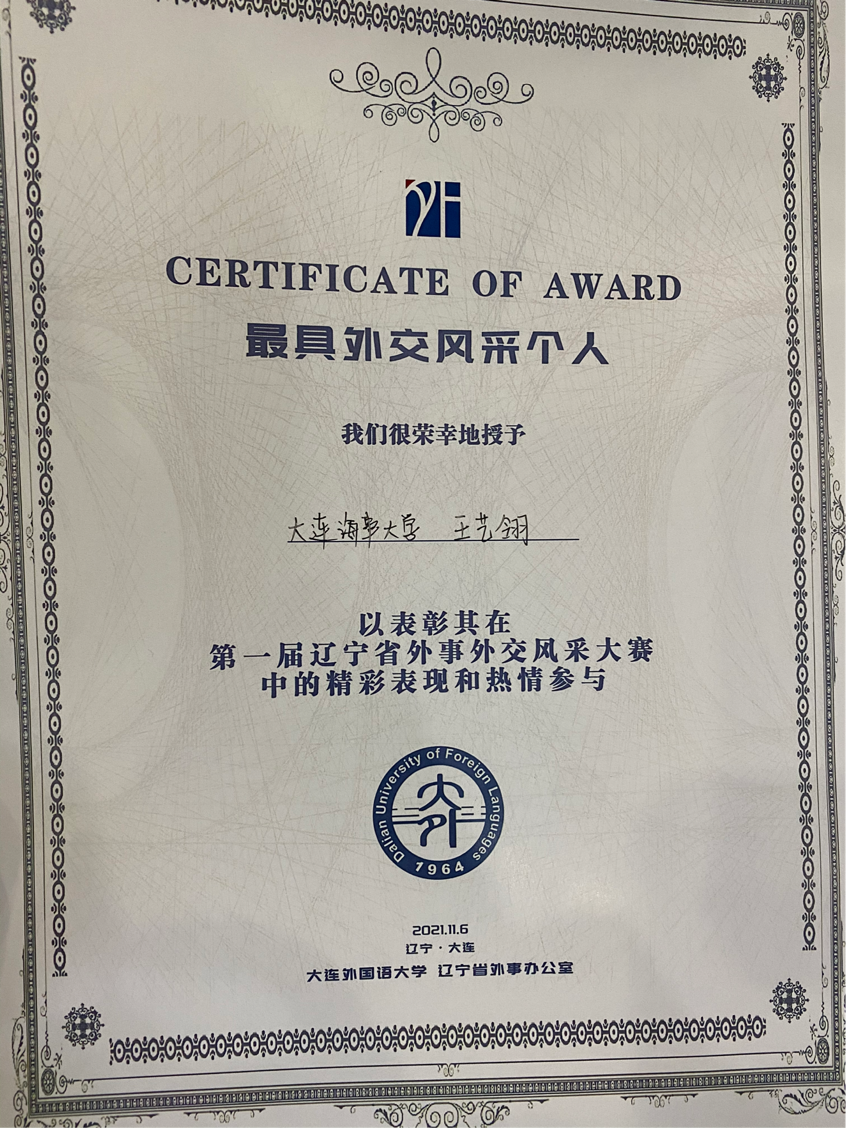 CERTIFICATE OF AWARD
最具外交风采个人
我们很荣幸地授予
大连海事大学 王艺翎
以表彰其在
第一届辽宁省外事外交风采大赛
中的精彩表现和热情参与
Dalian University of Foreign Languages
大外
1964
2021.11.6
辽宁·大连
大连外国语大学 辽宁省外事办公室